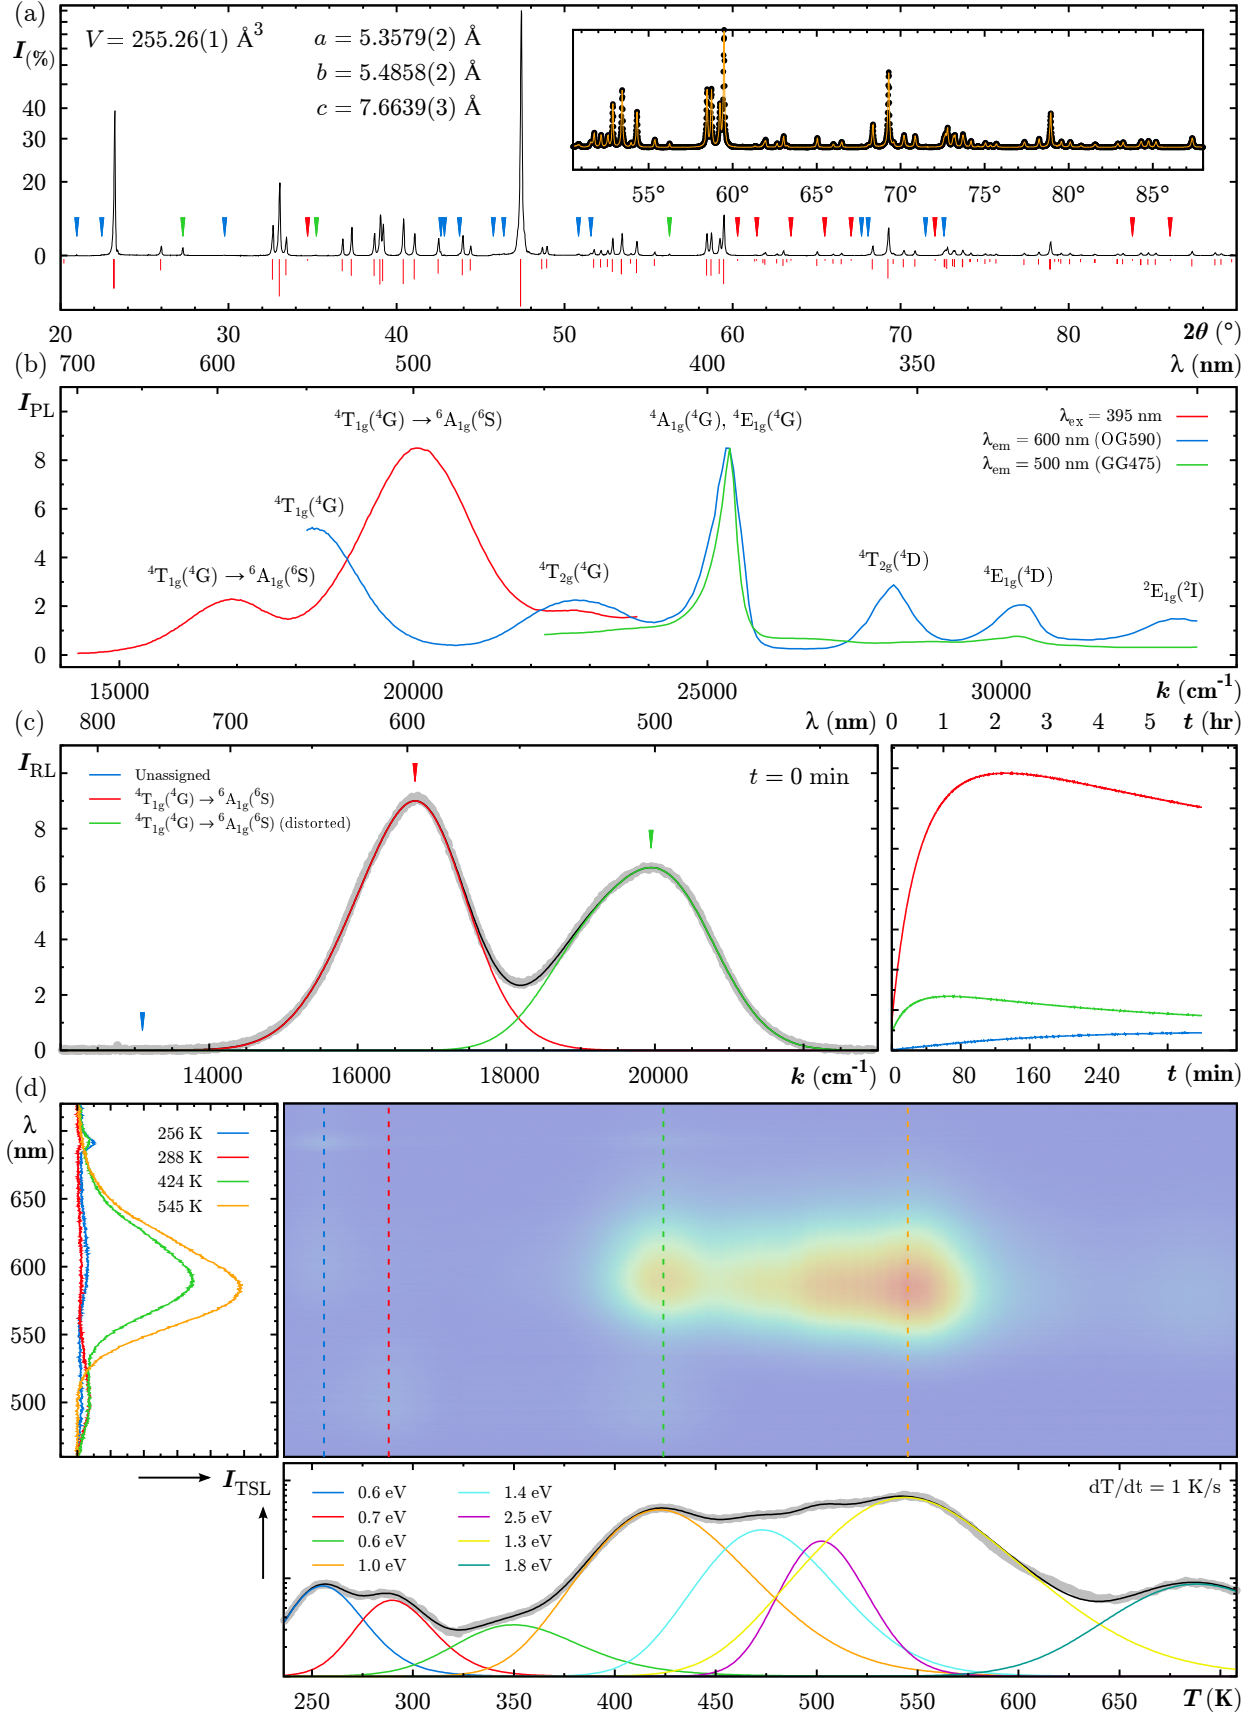 (a)
I(%)
V = 255.26(1) Å³
a = 5.3579(2) Å
b = 5.4858(2) Å
c = 7.6639(3) Å
40
30
20
10
0
55° 60° 65° 70° 75° 80° 85°
20 30 40 50 60 70 80 2θ (°)
(b)
700 600 500 400 350 λ (nm)
I_PL
⁴T₁g(⁴G) → ⁶A₁g(⁶S)
⁴A₁g(⁴G), ⁴E₁g(⁴G)
λex = 395 nm
λem = 600 nm (OG590)
λem = 500 nm (GG475)
⁴T₁g(⁴G)
⁴T₁g(⁴G) → ⁶A₁g(⁶S)
⁴T₂g(⁴G)
⁴T₂g(⁴D)
⁴E₁g(⁴D)
²E₁g(²I)
8
6
4
2
0
15000 20000 25000 30000 k (cm⁻¹)
(c)
800 700 600 500 λ (nm)
0 1 2 3 4 5 t (hr)
I_RL
Unassigned
⁴T₁g(⁴G) → ⁶A₁g(⁶S)
⁴T₁g(⁴G) → ⁶A₁g(⁶S) (distorted)
t = 0 min
8
6
4
2
0
14000 16000 18000 20000 k (cm⁻¹)
0 80 160 240 t (min)
(d)
λ
(nm)
256 K
288 K
424 K
545 K
650
600
550
500
I_TSL
0.6 eV
0.7 eV
0.6 eV
1.0 eV
1.4 eV
2.5 eV
1.3 eV
1.8 eV
dT/dt = 1 K/s
250 300 350 400 450 500 550 600 650 T (K)